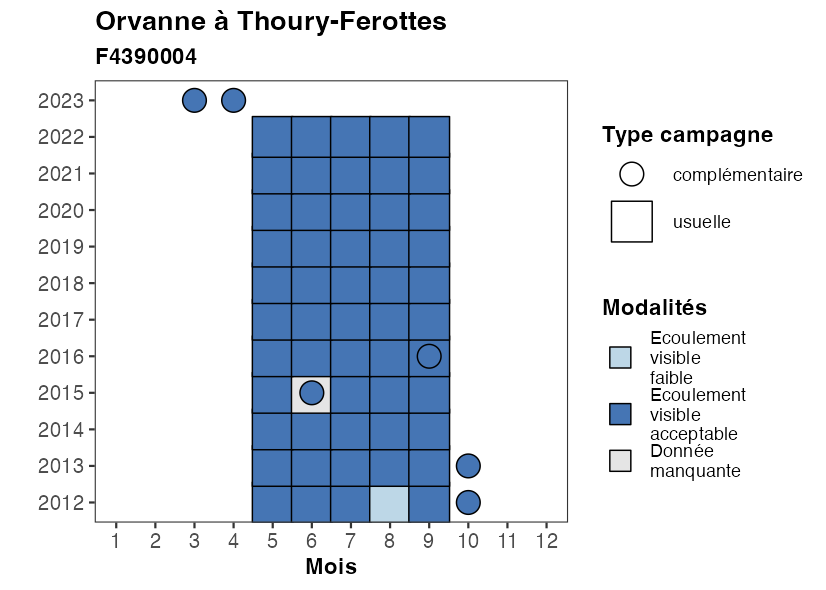 Orvanne à Thoury-Ferottes
F4390004
2023
2022
2021
2020
2019
2018
2017
2016
2015
2014
2013
2012
1 2 3 4 5 6 7 8 9 10 11 12
Mois
Type campagne
complémentaire
usuelle
Modalités
Ecoulement
visible
faible
Ecoulement
visible
acceptable
Donnée
manquante